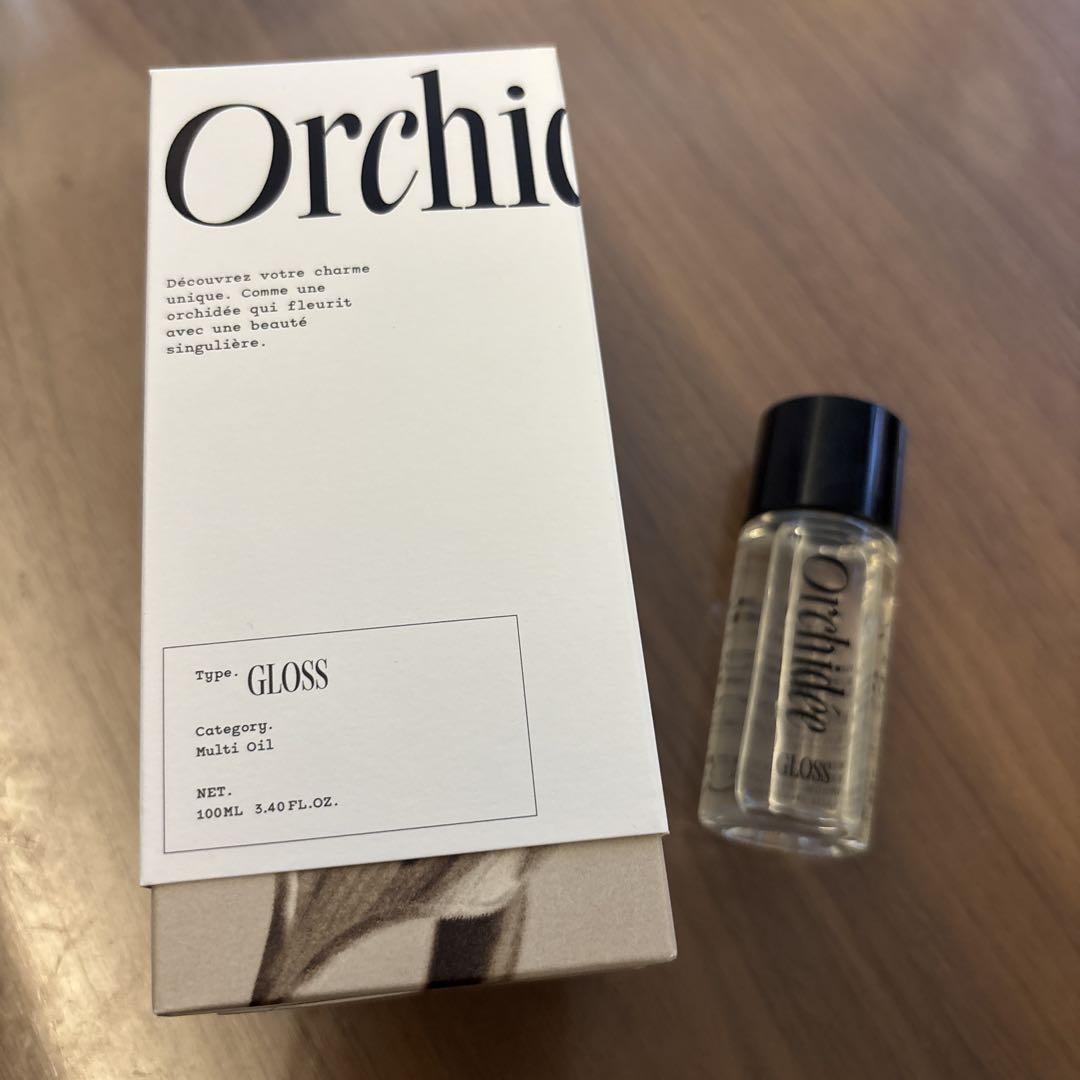 Orchid
Découvrez votre charme
unique. Comme une
orchidée qui fleurit
avec une beauté
singulière.
Type. GLOSS
Category.
Multi Oil
NET.
100ML 3.40 FL.OZ.
Orchidée
GLOSS